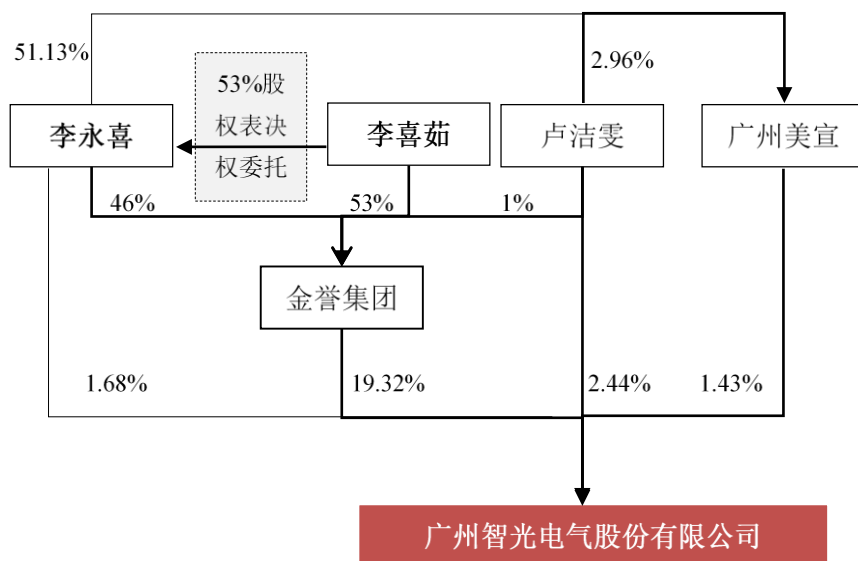 51.13%
2.96%
53%股
权表决
权委托
李永喜
李喜茹
卢洁雯
广州美宣
46%
53%
1%
金誉集团
1.68%
19.32%
2.44%
1.43%
广州智光电气股份有限公司